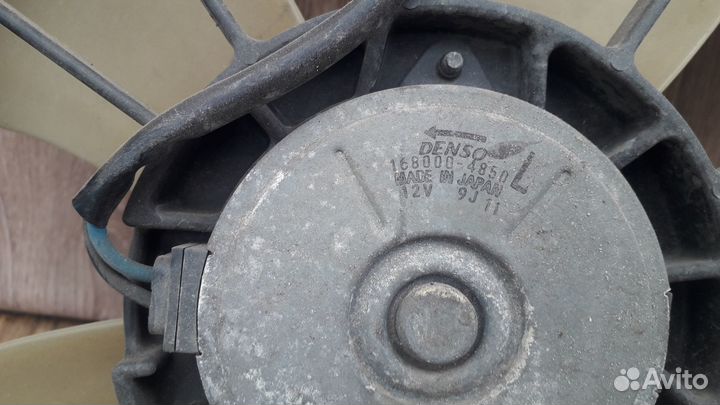 DENSO
168000-4850 L
MADE IN JAPAN
12V 9J 11
Avito